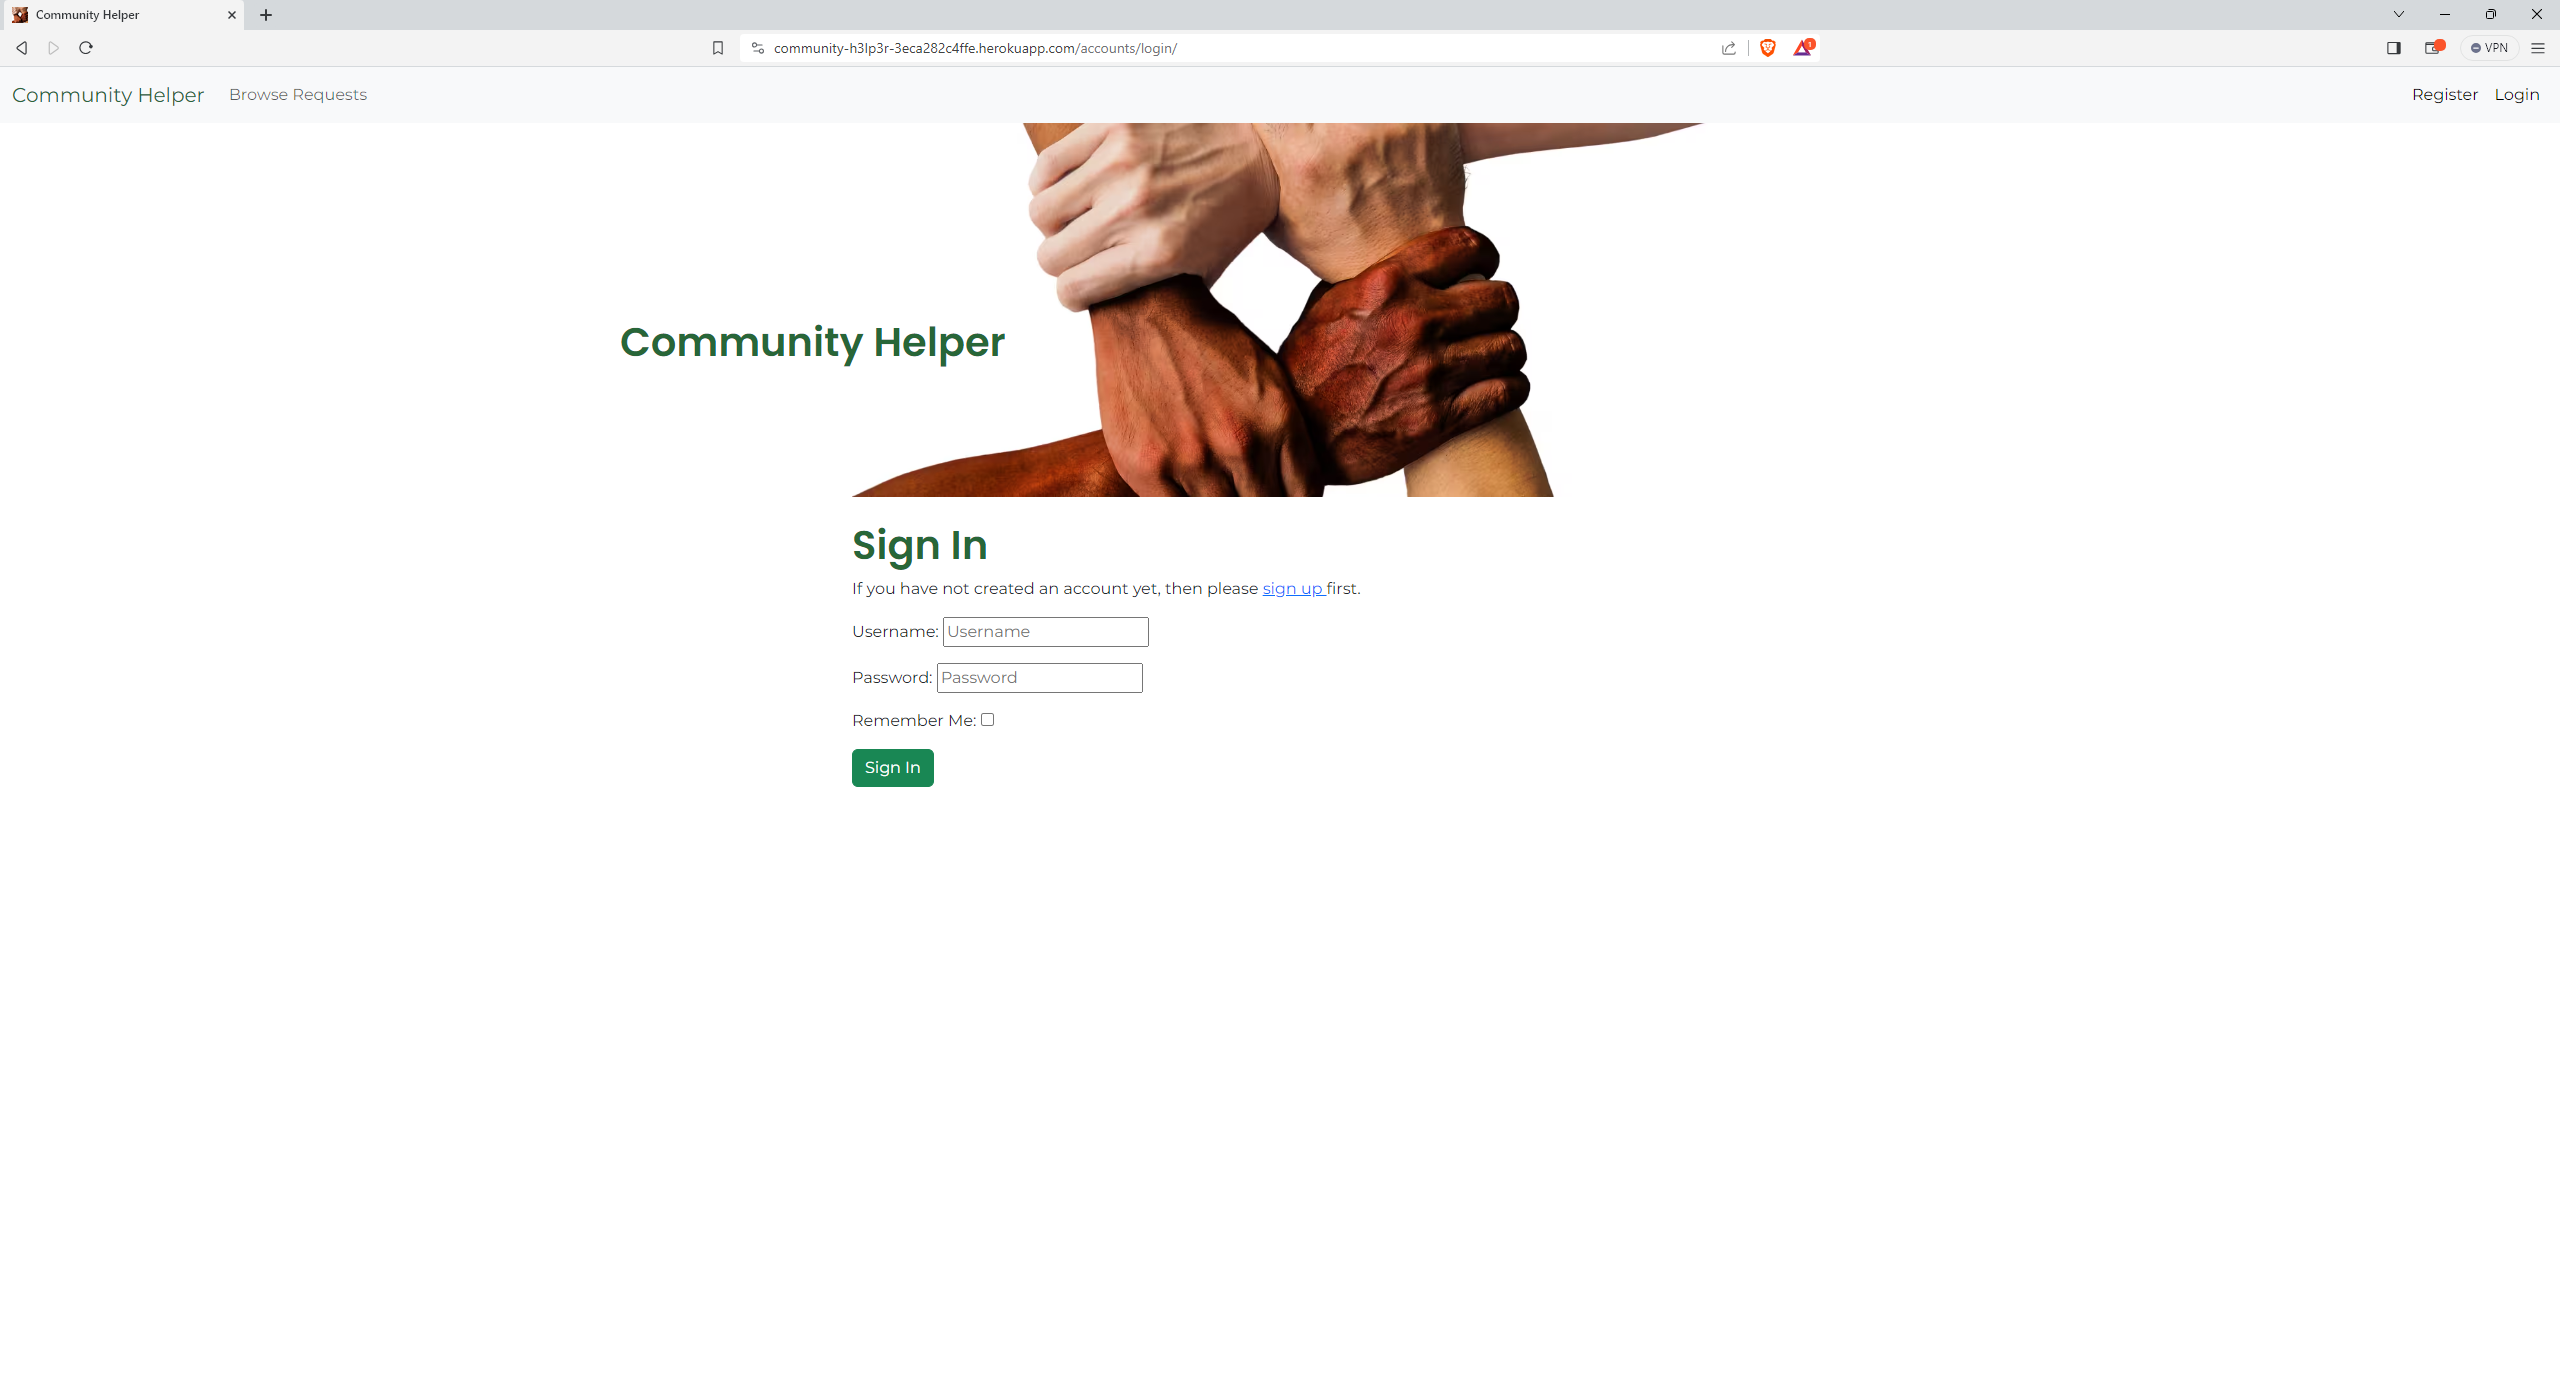 Community Helper
community-h3lp3r-3eca282c4ffe.herokuapp.com/accounts/login/
1
VPN
Community Helper Browse Requests Register Login
Community Helper
Sign In
If you have not created an account yet, then please sign up first.
Username: Username
Password: Password
Remember Me:
Sign In